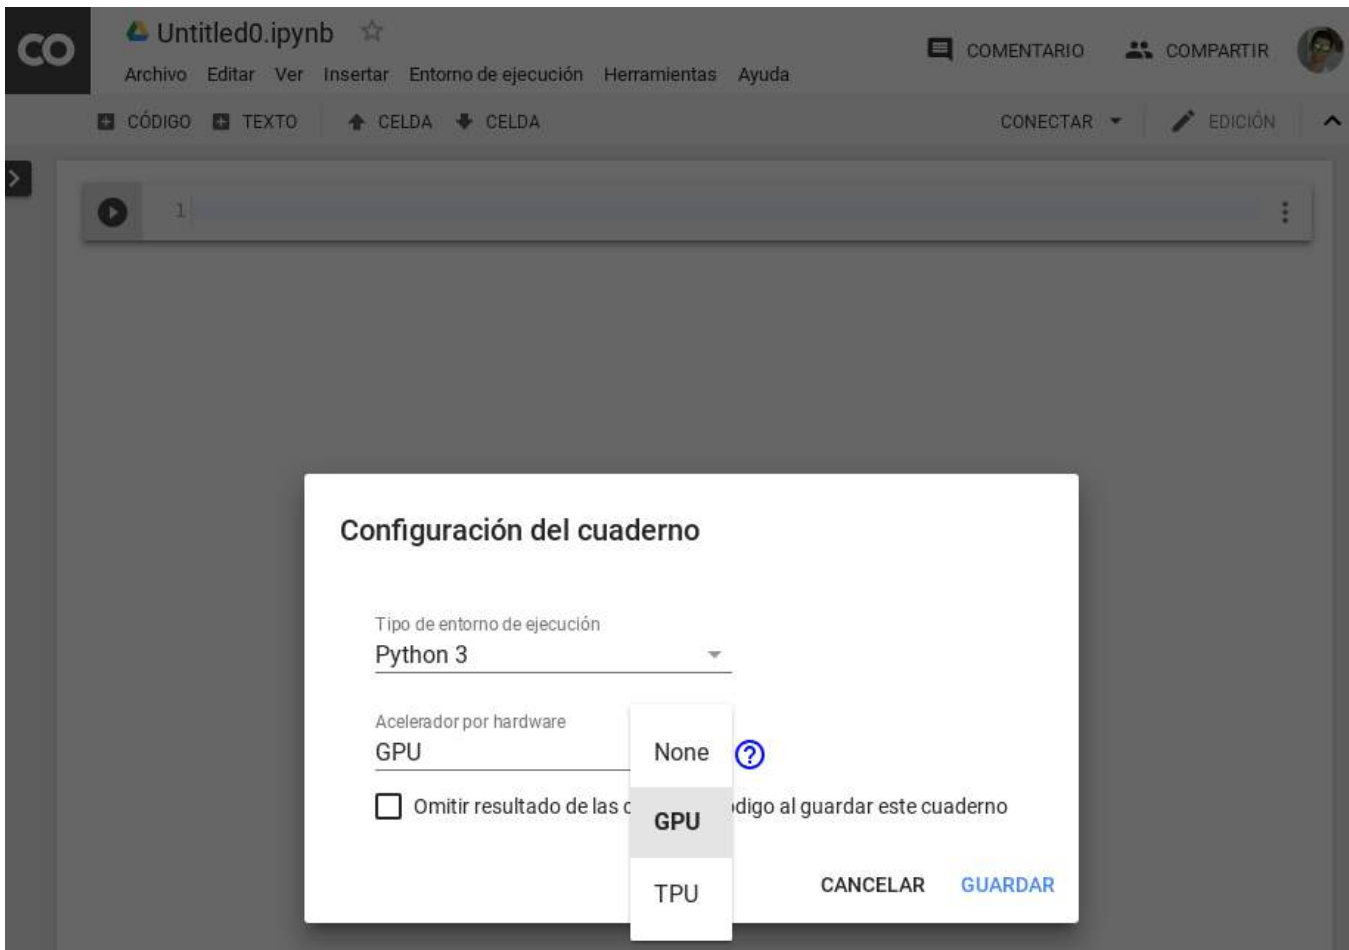 CO
Untitled0.ipynb
Archivo Editar Ver Insertar Entorno de ejecución Herramientas Ayuda
COMENTARIO COMPARTIR
CÓDIGO TEXTO CELDA CELDA
CONECTAR EDICIÓN
1
Configuración del cuaderno
Tipo de entorno de ejecución
Python 3
Acelerador por hardware
GPU
None
?
Omitir resultado de las digo al guardar este cuaderno
GPU
TPU
CANCELAR GUARDAR